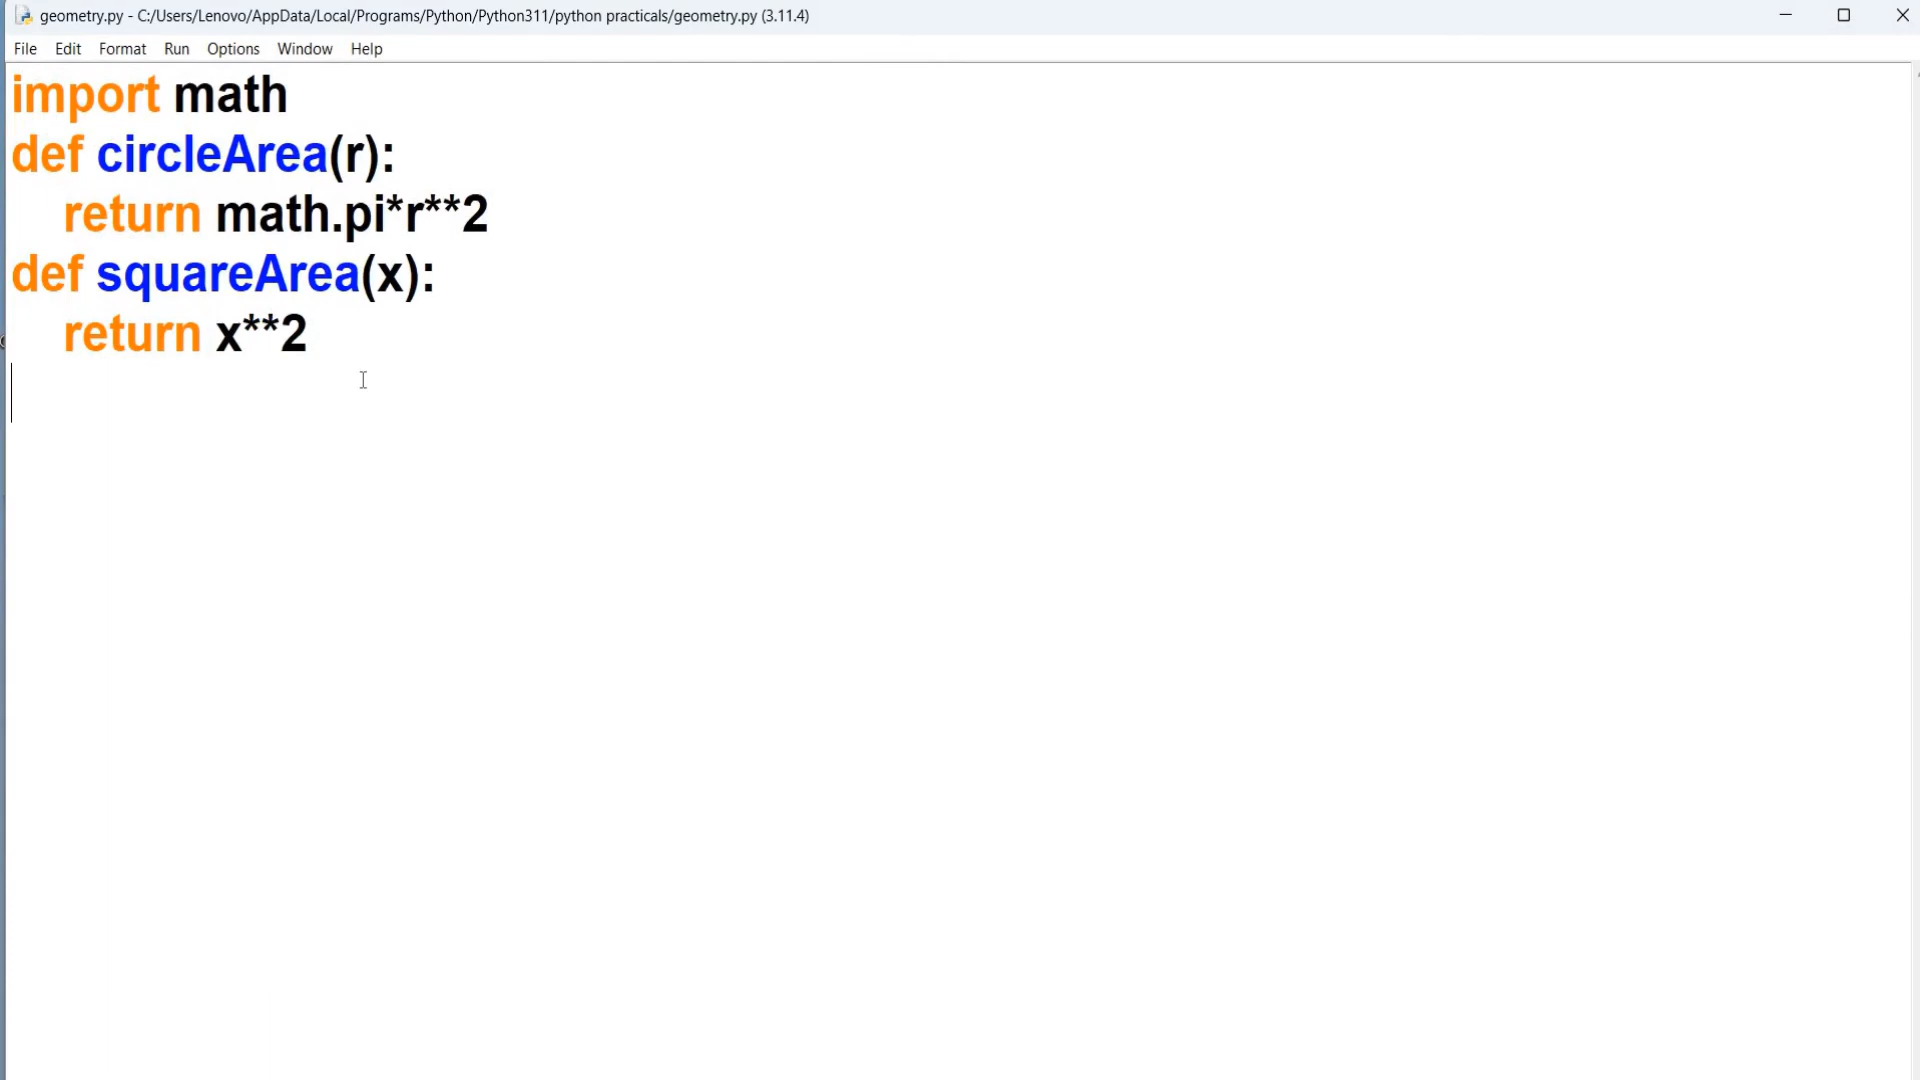 geometry.py - C:/Users/Lenovo/AppData/Local/Programs/Python/Python311/python practicals/geometry.py (3.11.4)
File Edit Format Run Options Window Help
import math
def circleArea(r):
    return math.pi*r**2
def squareArea(x):
    return x**2